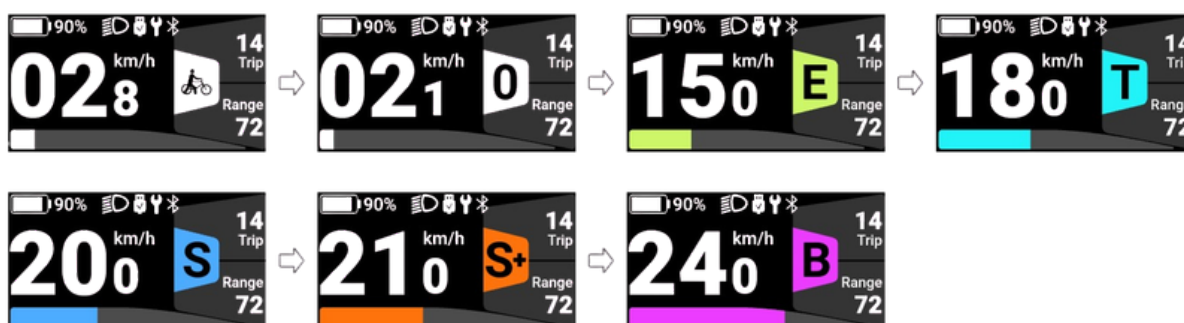 90%
028 km/h
14
Trip
Range
72
90%
021 km/h
0
14
Trip
Range
72
90%
150 km/h
E
14
Trip
Range
72
90%
180 km/h
T
14
Trip
Range
72
90%
200 km/h
S
14
Trip
Range
72
90%
210 km/h
S+
14
Trip
Range
72
90%
240 km/h
B
14
Trip
Range
72